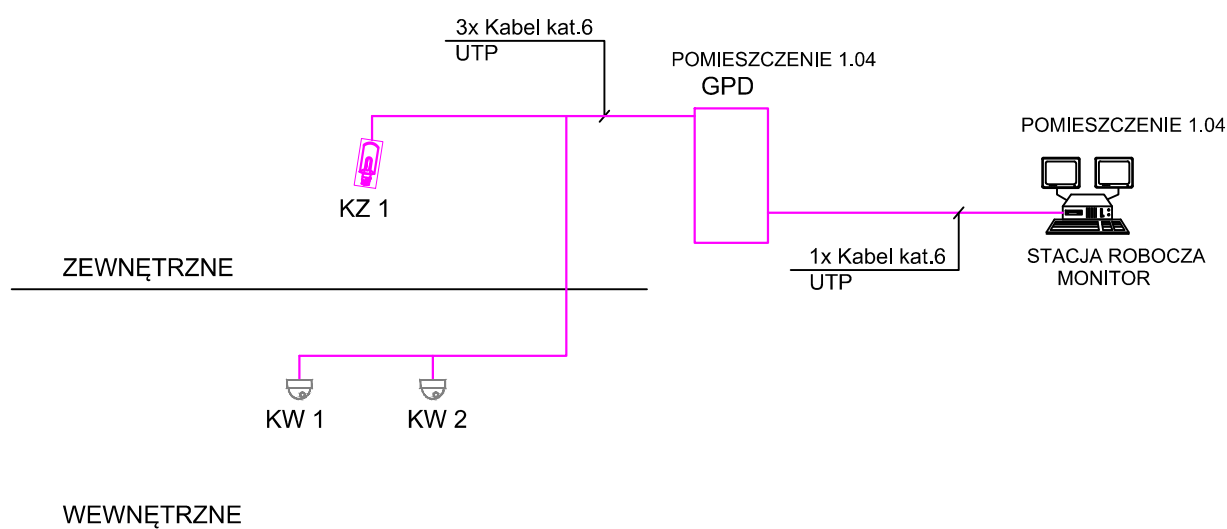 3x Kabel kat.6
UTP
POMIESZCZENIE 1.04
GPD
POMIESZCZENIE 1.04
KZ 1
1x Kabel kat.6
UTP
STACJA ROBOCZA
MONITOR
ZEWNĘTRZNE
KW 1
KW 2
WEWNĘTRZNE